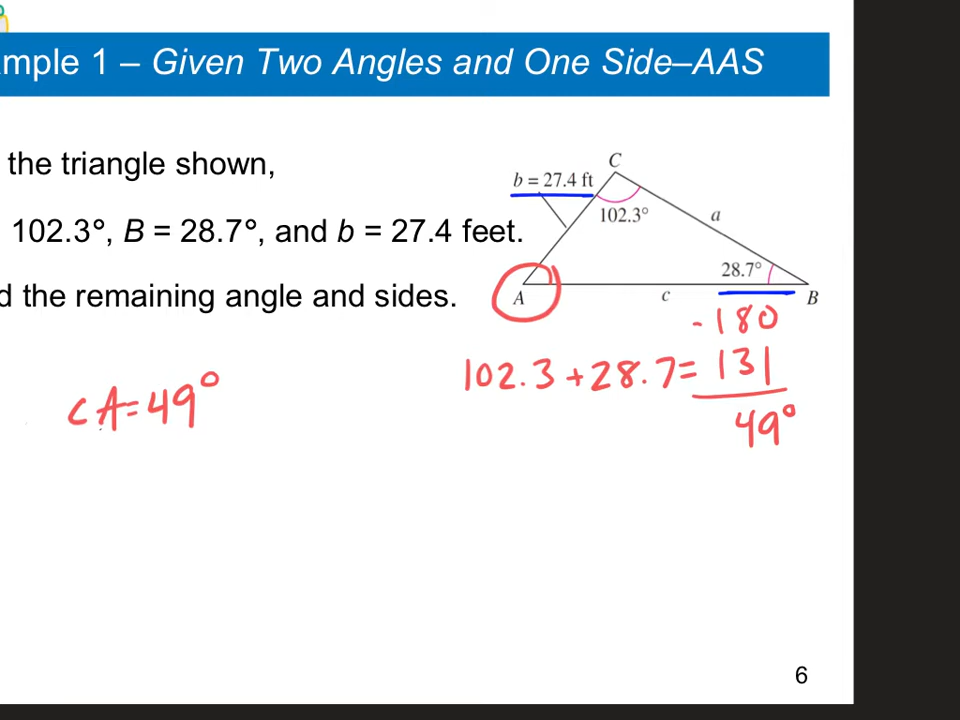 mple 1 – Given Two Angles and One Side–AAS
the triangle shown,
102.3°, B = 28.7°, and b = 27.4 feet.
d the remaining angle and sides.
C
b = 27.4 ft
102.3°
a
28.7°
A
c
B
- 180
102.3 + 28.7 = 131
49°
<A = 49°
6